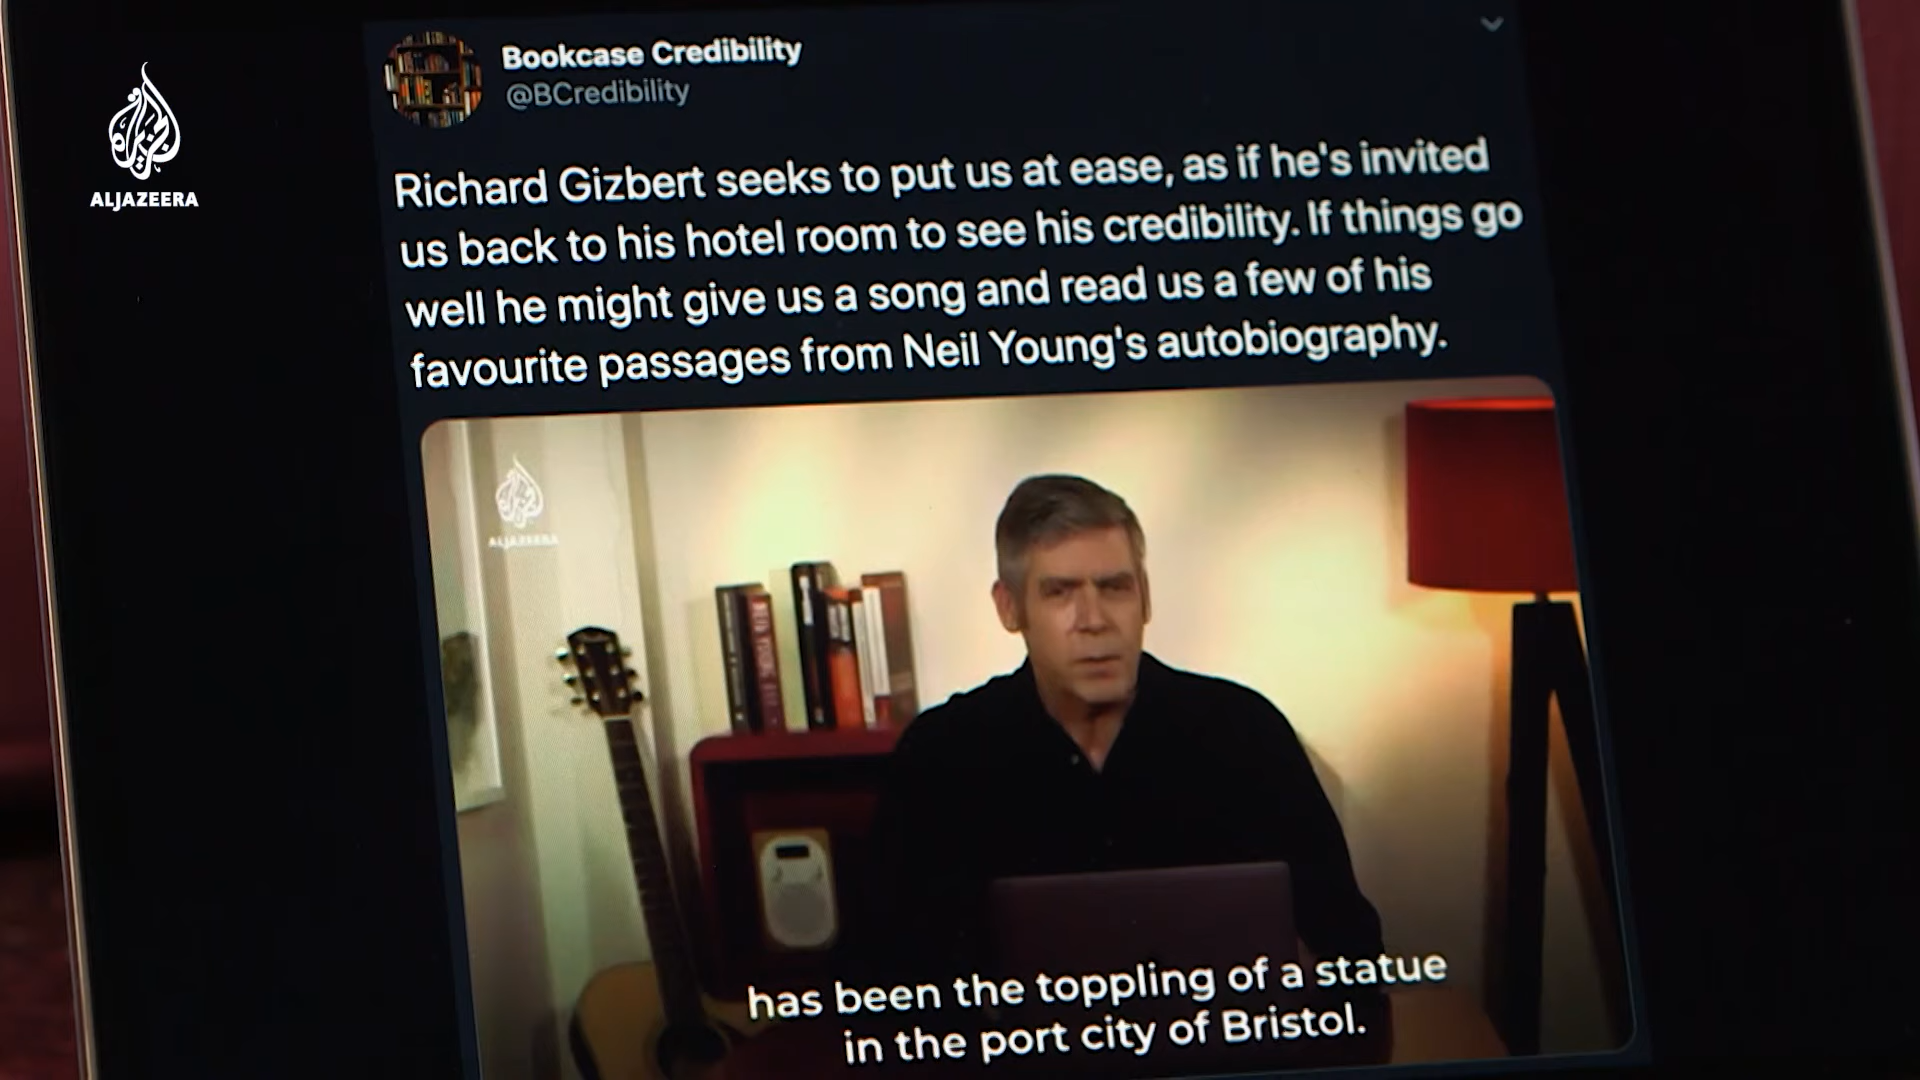 ALJAZEERA
Bookcase Credibility
@BCredibility
Richard Gizbert seeks to put us at ease, as if he's invited
us back to his hotel room to see his credibility. If things go
well he might give us a song and read us a few of his
favourite passages from Neil Young's autobiography.
ALJAZEERA
has been the toppling of a statue
in the port city of Bristol.